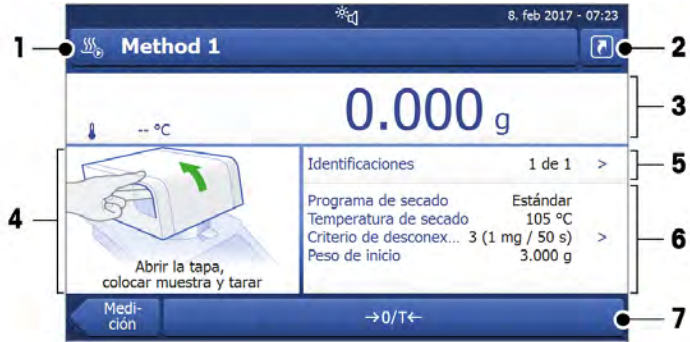 8. feb 2017 - 07:23
1
Method 1
2
0.000 g
3
-- °C
4
Identificaciones 1 de 1 >
5
Programa de secado Estándar
Temperatura de secado 105 °C
Criterio de desconex... 3 (1 mg / 50 s) >
Peso de inicio 3.000 g
6
Abrir la tapa,
colocar muestra y tarar
Medi-
ción
→0/T←
7